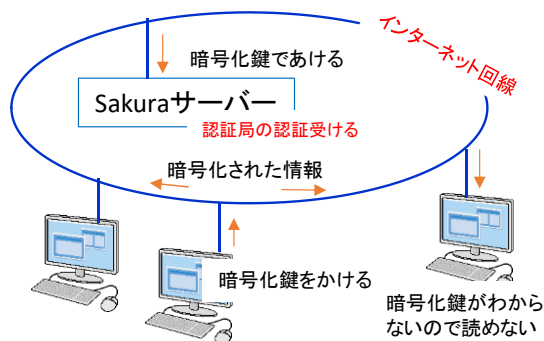 インターネット回線
暗号化鍵であける
Sakuraサーバー
認証局の認証受ける
暗号化された情報
暗号化鍵をかける
暗号化鍵がわから
ないので読めない